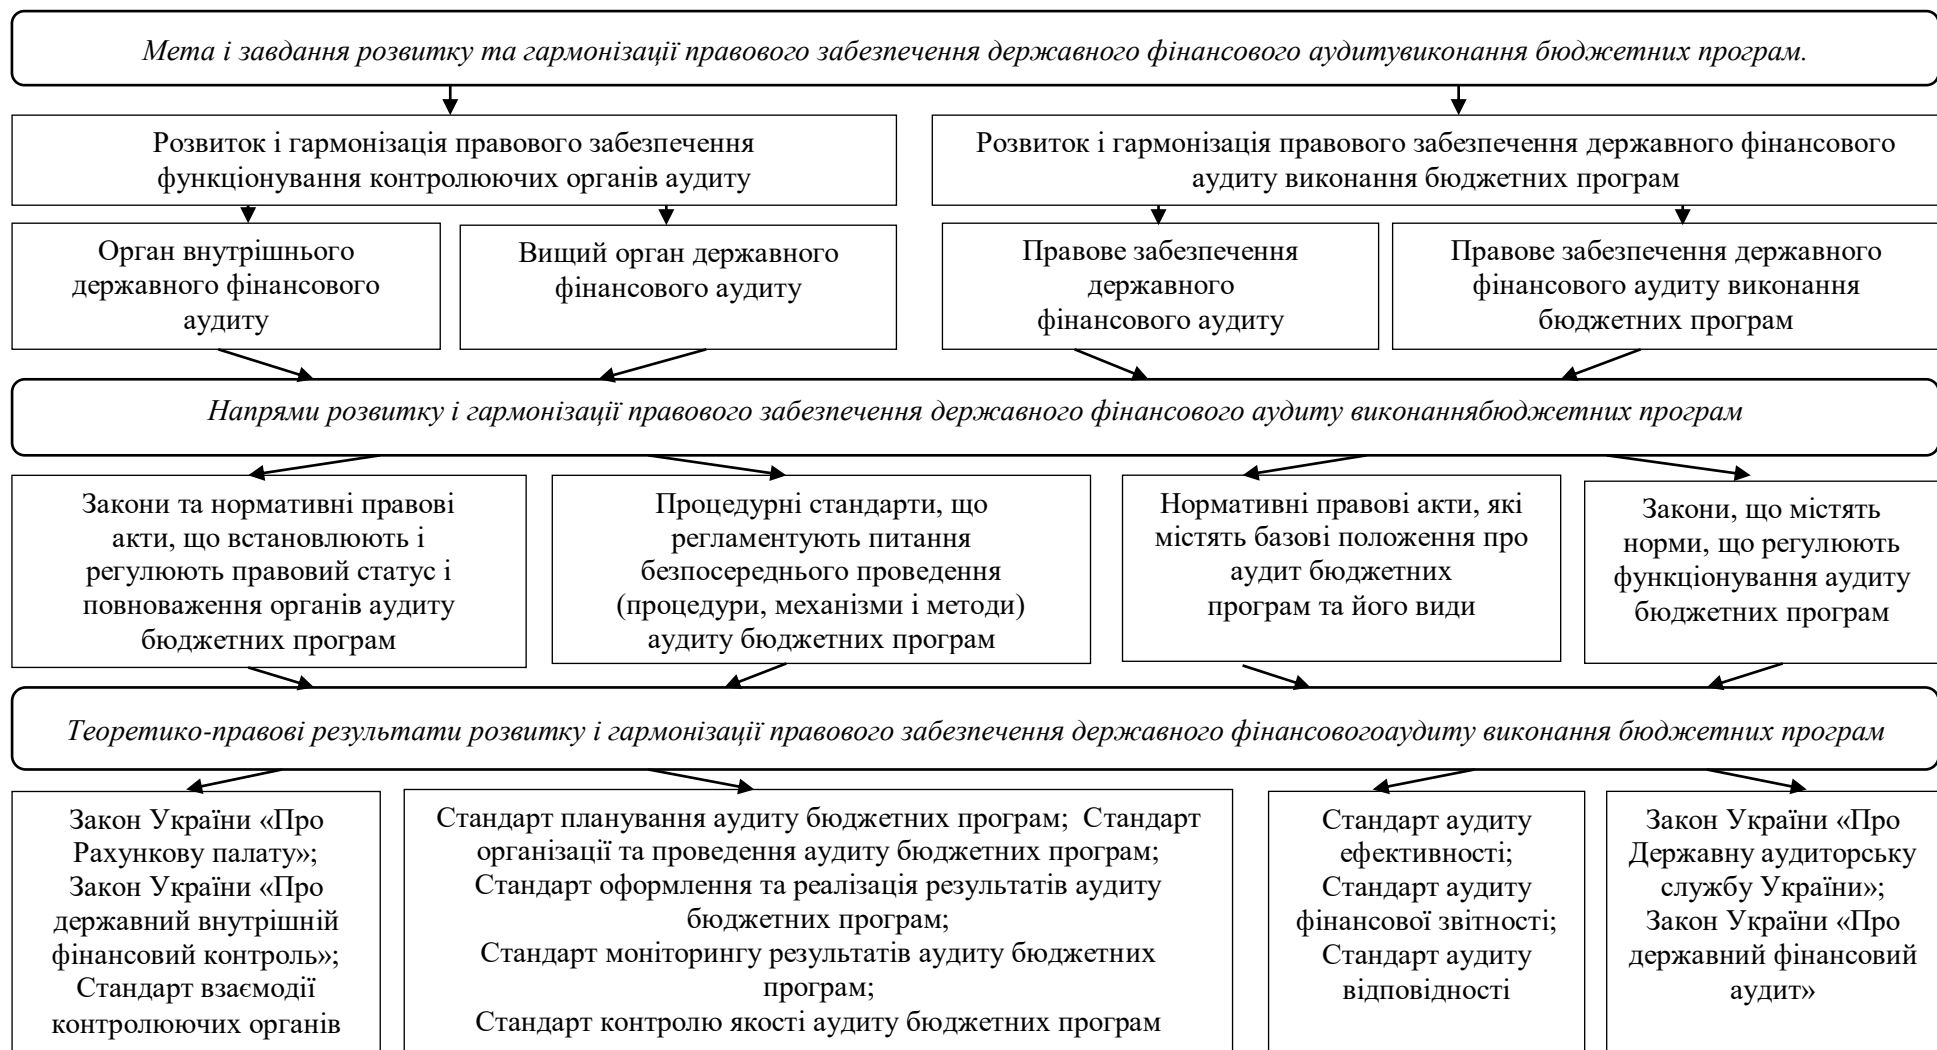 Мета і завдання розвитку та гармонізації правового забезпечення державного фінансового аудитувиконання бюджетних програм.
Розвиток і гармонізація правового забезпечення
функціонування контролюючих органів аудиту
Розвиток і гармонізація правового забезпечення державного фінансового
аудиту виконання бюджетних програм
Орган внутрішнього
державного фінансового
аудиту
Вищий орган державного
фінансового аудиту
Правове забезпечення
державного
фінансового аудиту
Правове забезпечення державного
фінансового аудиту виконання
бюджетних програм
Напрями розвитку і гармонізації правового забезпечення державного фінансового аудиту виконаннябюджетних програм
Закони та нормативні правові
акти, що встановлюють і
регулюють правовий статус і
повноваження органів аудиту
бюджетних програм
Процедурні стандарти, що
регламентують питання
безпосереднього проведення
(процедури, механізми і методи)
аудиту бюджетних програм
Нормативні правові акти, які
містять базові положення про
аудит бюджетних
програм та його види
Закони, що містять
норми, що регулюють
функціонування аудиту
бюджетних програм
Теоретико-правові результати розвитку і гармонізації правового забезпечення державного фінансовогоаудиту виконання бюджетних програм
Закон України «Про
Рахункову палату»;
Закон України «Про
державний внутрішній
фінансовий контроль»;
Стандарт взаємодії
контролюючих органів
Стандарт планування аудиту бюджетних програм; Стандарт
організації та проведення аудиту бюджетних програм;
Стандарт оформлення та реалізація результатів аудиту
бюджетних програм;
Стандарт моніторингу результатів аудиту бюджетних
програм;
Стандарт контролю якості аудиту бюджетних програм
Стандарт аудиту
ефективності;
Стандарт аудиту
фінансової звітності;
Стандарт аудиту
відповідності
Закон України «Про
Державну аудиторську
службу України»;
Закон України «Про
державний фінансовий
аудит»